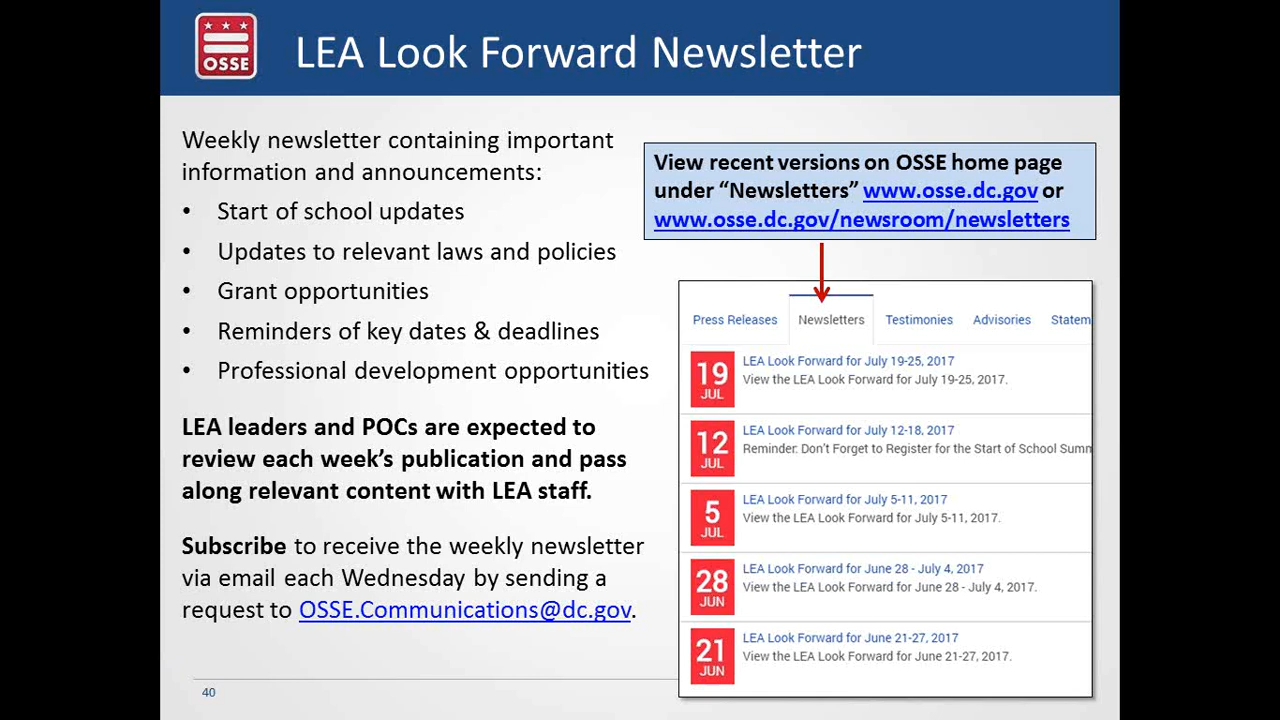 OSSE
LEA Look Forward Newsletter
Weekly newsletter containing important
information and announcements:
• Start of school updates
• Updates to relevant laws and policies
• Grant opportunities
• Reminders of key dates & deadlines
• Professional development opportunities
LEA leaders and POCs are expected to
review each week’s publication and pass
along relevant content with LEA staff.
Subscribe to receive the weekly newsletter
via email each Wednesday by sending a
request to OSSE.Communications@dc.gov.
View recent versions on OSSE home page
under “Newsletters” www.osse.dc.gov or
www.osse.dc.gov/newsroom/newsletters
Press Releases Newsletters Testimonies Advisories Statem
19 JUL
LEA Look Forward for July 19-25, 2017
View the LEA Look Forward for July 19-25, 2017.
12 JUL
LEA Look Forward for July 12-18, 2017
Reminder: Don’t Forget to Register for the Start of School Summ
5 JUL
LEA Look Forward for July 5-11, 2017
View the LEA Look Forward for July 5-11, 2017.
28 JUN
LEA Look Forward for June 28 - July 4, 2017
View the LEA Look Forward for June 28 - July 4, 2017.
21 JUN
LEA Look Forward for June 21-27, 2017
View the LEA Look Forward for June 21-27, 2017.
40